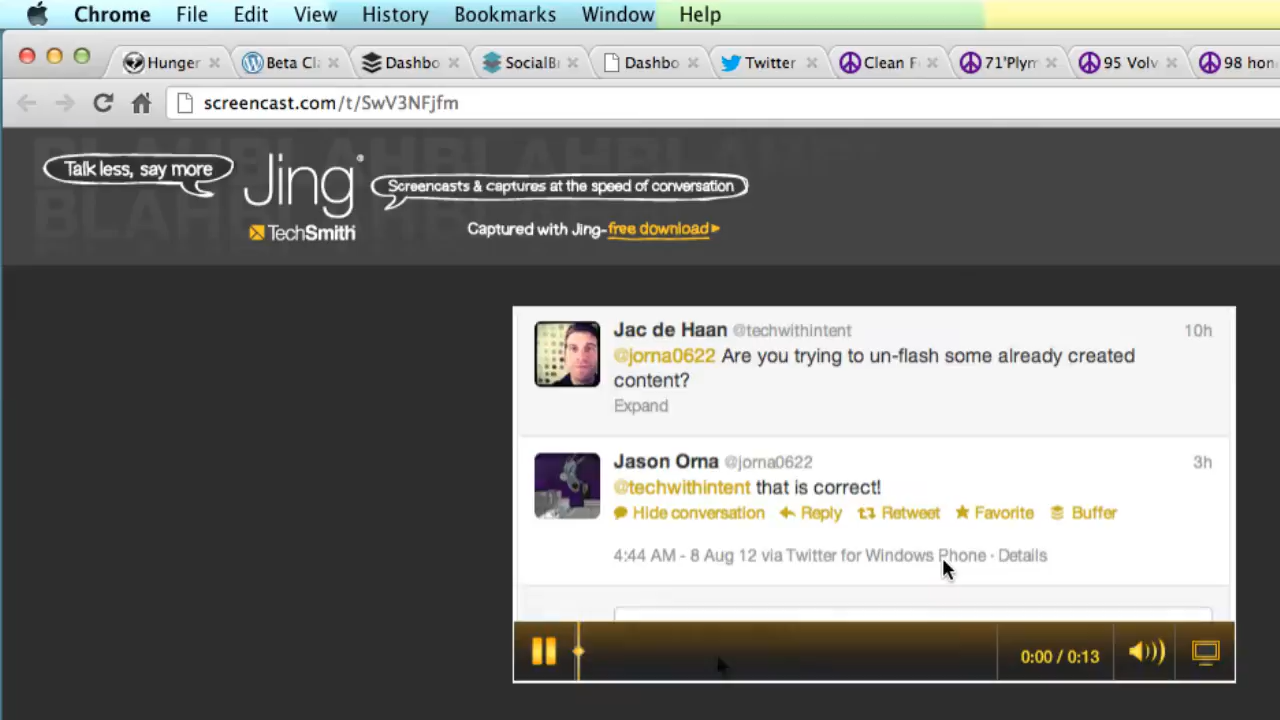 Chrome File Edit View History Bookmarks Window Help
Hunger Beta Cl Dashbo SocialB Dashbo Twitter Clean F 71'Plym 95 Volv 98 hon
screencast.com/t/SwV3NFjfm
Talk less, say more
Jing
Screencasts & captures at the speed of conversation
TechSmith
Captured with Jing-free download
Jac de Haan @techwithintent 10h
@jorna0622 Are you trying to un-flash some already created
content?
Expand
Jason Orna @jorna0622 3h
@techwithintent that is correct!
Hide conversation Reply Retweet Favorite Buffer
4:44 AM - 8 Aug 12 via Twitter for Windows Phone · Details
0:00 / 0:13